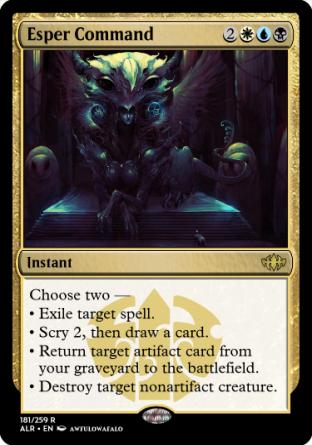 Esper Command 2
Instant
Choose two —
• Exile target spell.
• Scry 2, then draw a card.
• Return target artifact card from
your graveyard to the battlefield.
• Destroy target nonartifact creature.
181/259 R
ALR • EN AWFULOWAFALO